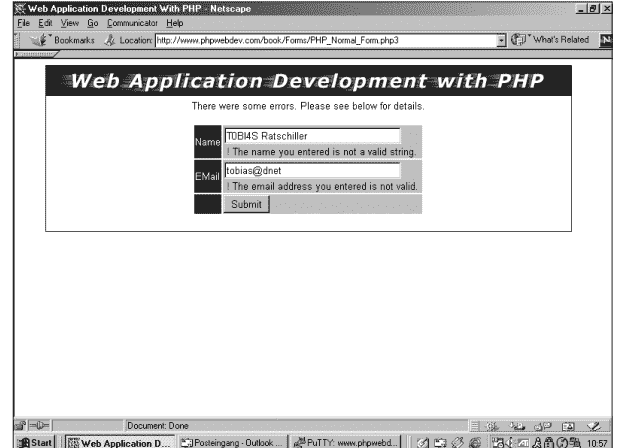 Web Application Development With PHP - Netscape
File Edit View Go Communicator Help
Bookmarks Location: http://www.phpwebdev.com/book/Forms/PHP_Normal_Form.php3 What's Related N
Web Application Development with PHP
There were some errors. Please see below for details.
Name T0BI4S Ratschiller
! The name you entered is not a valid string.
EMail tobias@dnet
! The email address you entered is not valid.
Submit
Document: Done
Start Web Application D... Posteingang - Outlook ... PuTTY: www.phpwebd... 10:57